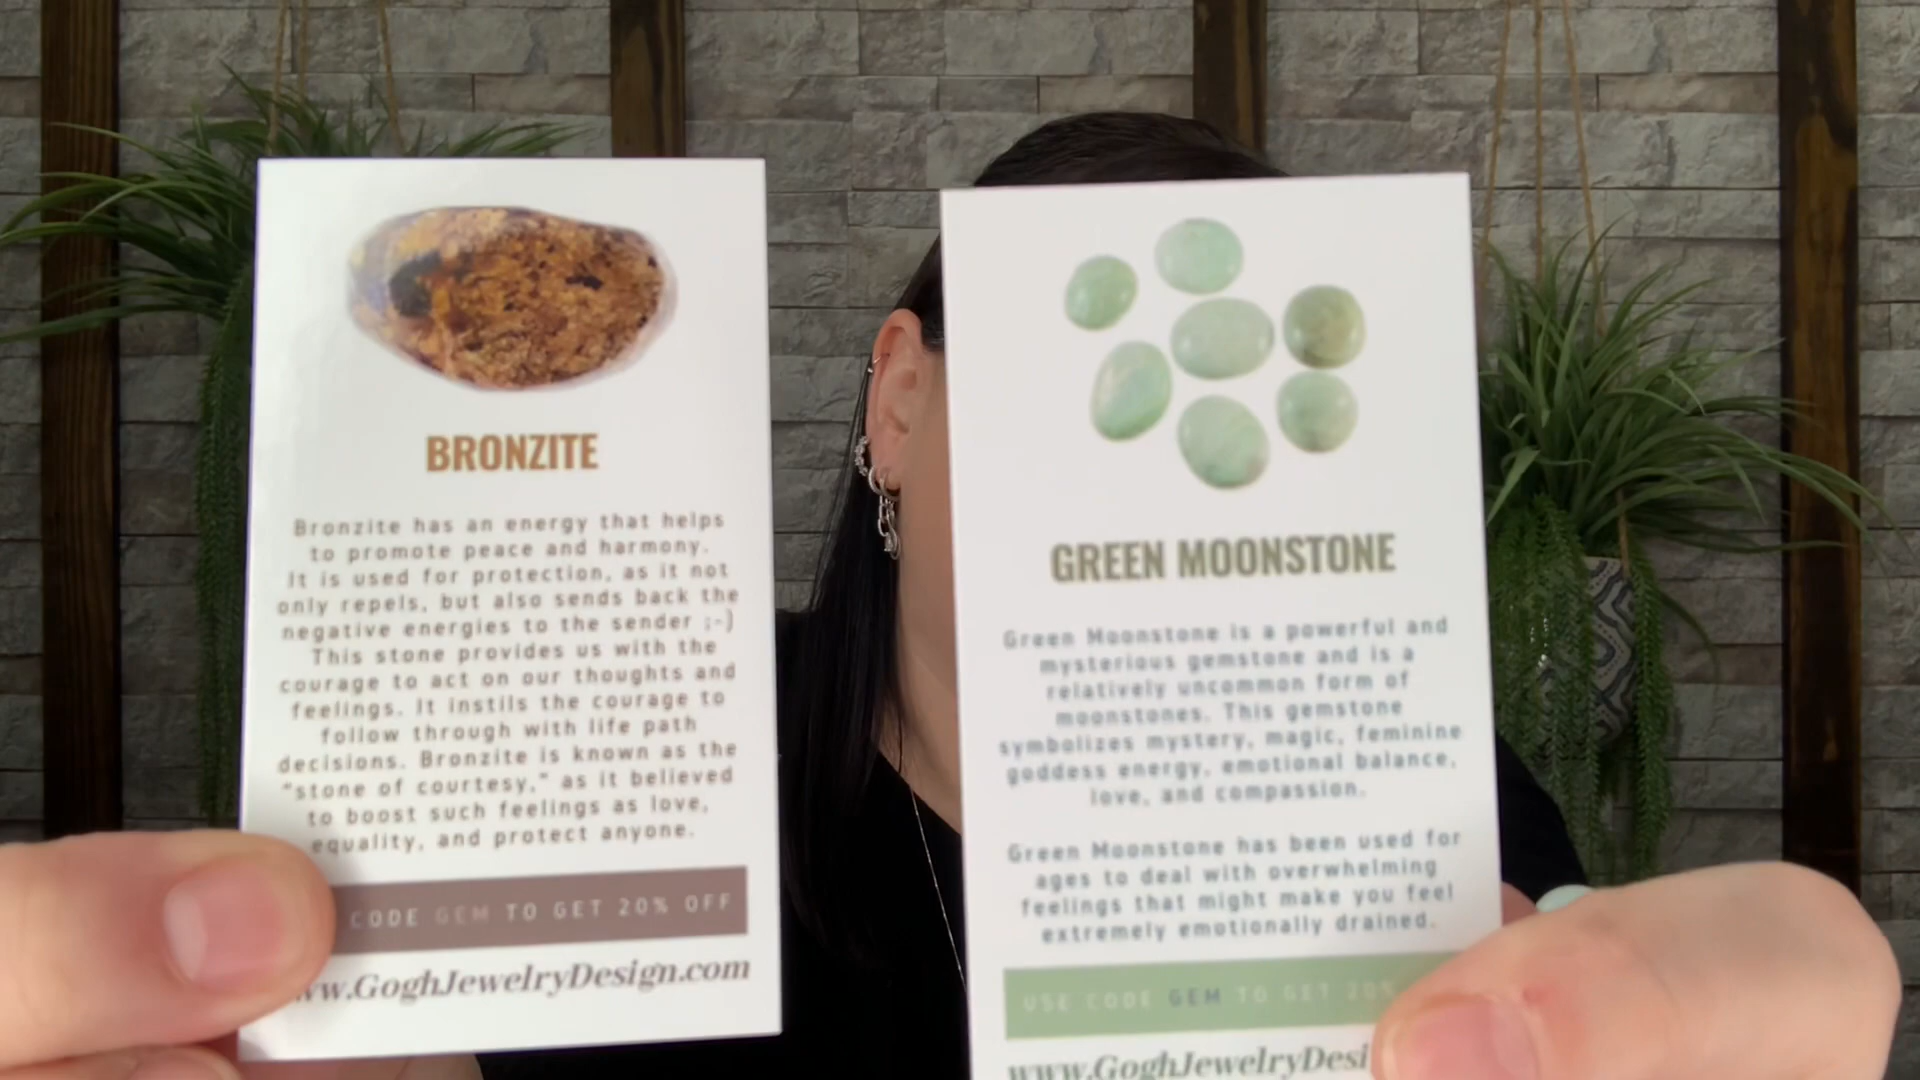 BRONZITE
Bronzite has an energy that helps
to promote peace and harmony.
It is used for protection, as it not
only repels, but also sends back the
negative energies to the sender ;-)
This stone provides us with the
courage to act on our thoughts and
feelings. It instils the courage to
follow through with life path
decisions. Bronzite is known as the
"stone of courtesy," as it believed
to boost such feelings as love,
equality, and protect anyone.
CODE GEM TO GET 20% OFF
ww.GoghJewelryDesign.com
GREEN MOONSTONE
Green Moonstone is a powerful and
mysterious gemstone and is a
relatively uncommon form of
moonstones. This gemstone
symbolizes mystery, magic, feminine
goddess energy, emotional balance,
love, and compassion.
Green Moonstone has been used for
ages to deal with overwhelming
feelings that might make you feel
extremely emotionally drained.
USE CODE GEM TO GET 20%
www.GoghJewelryDesi